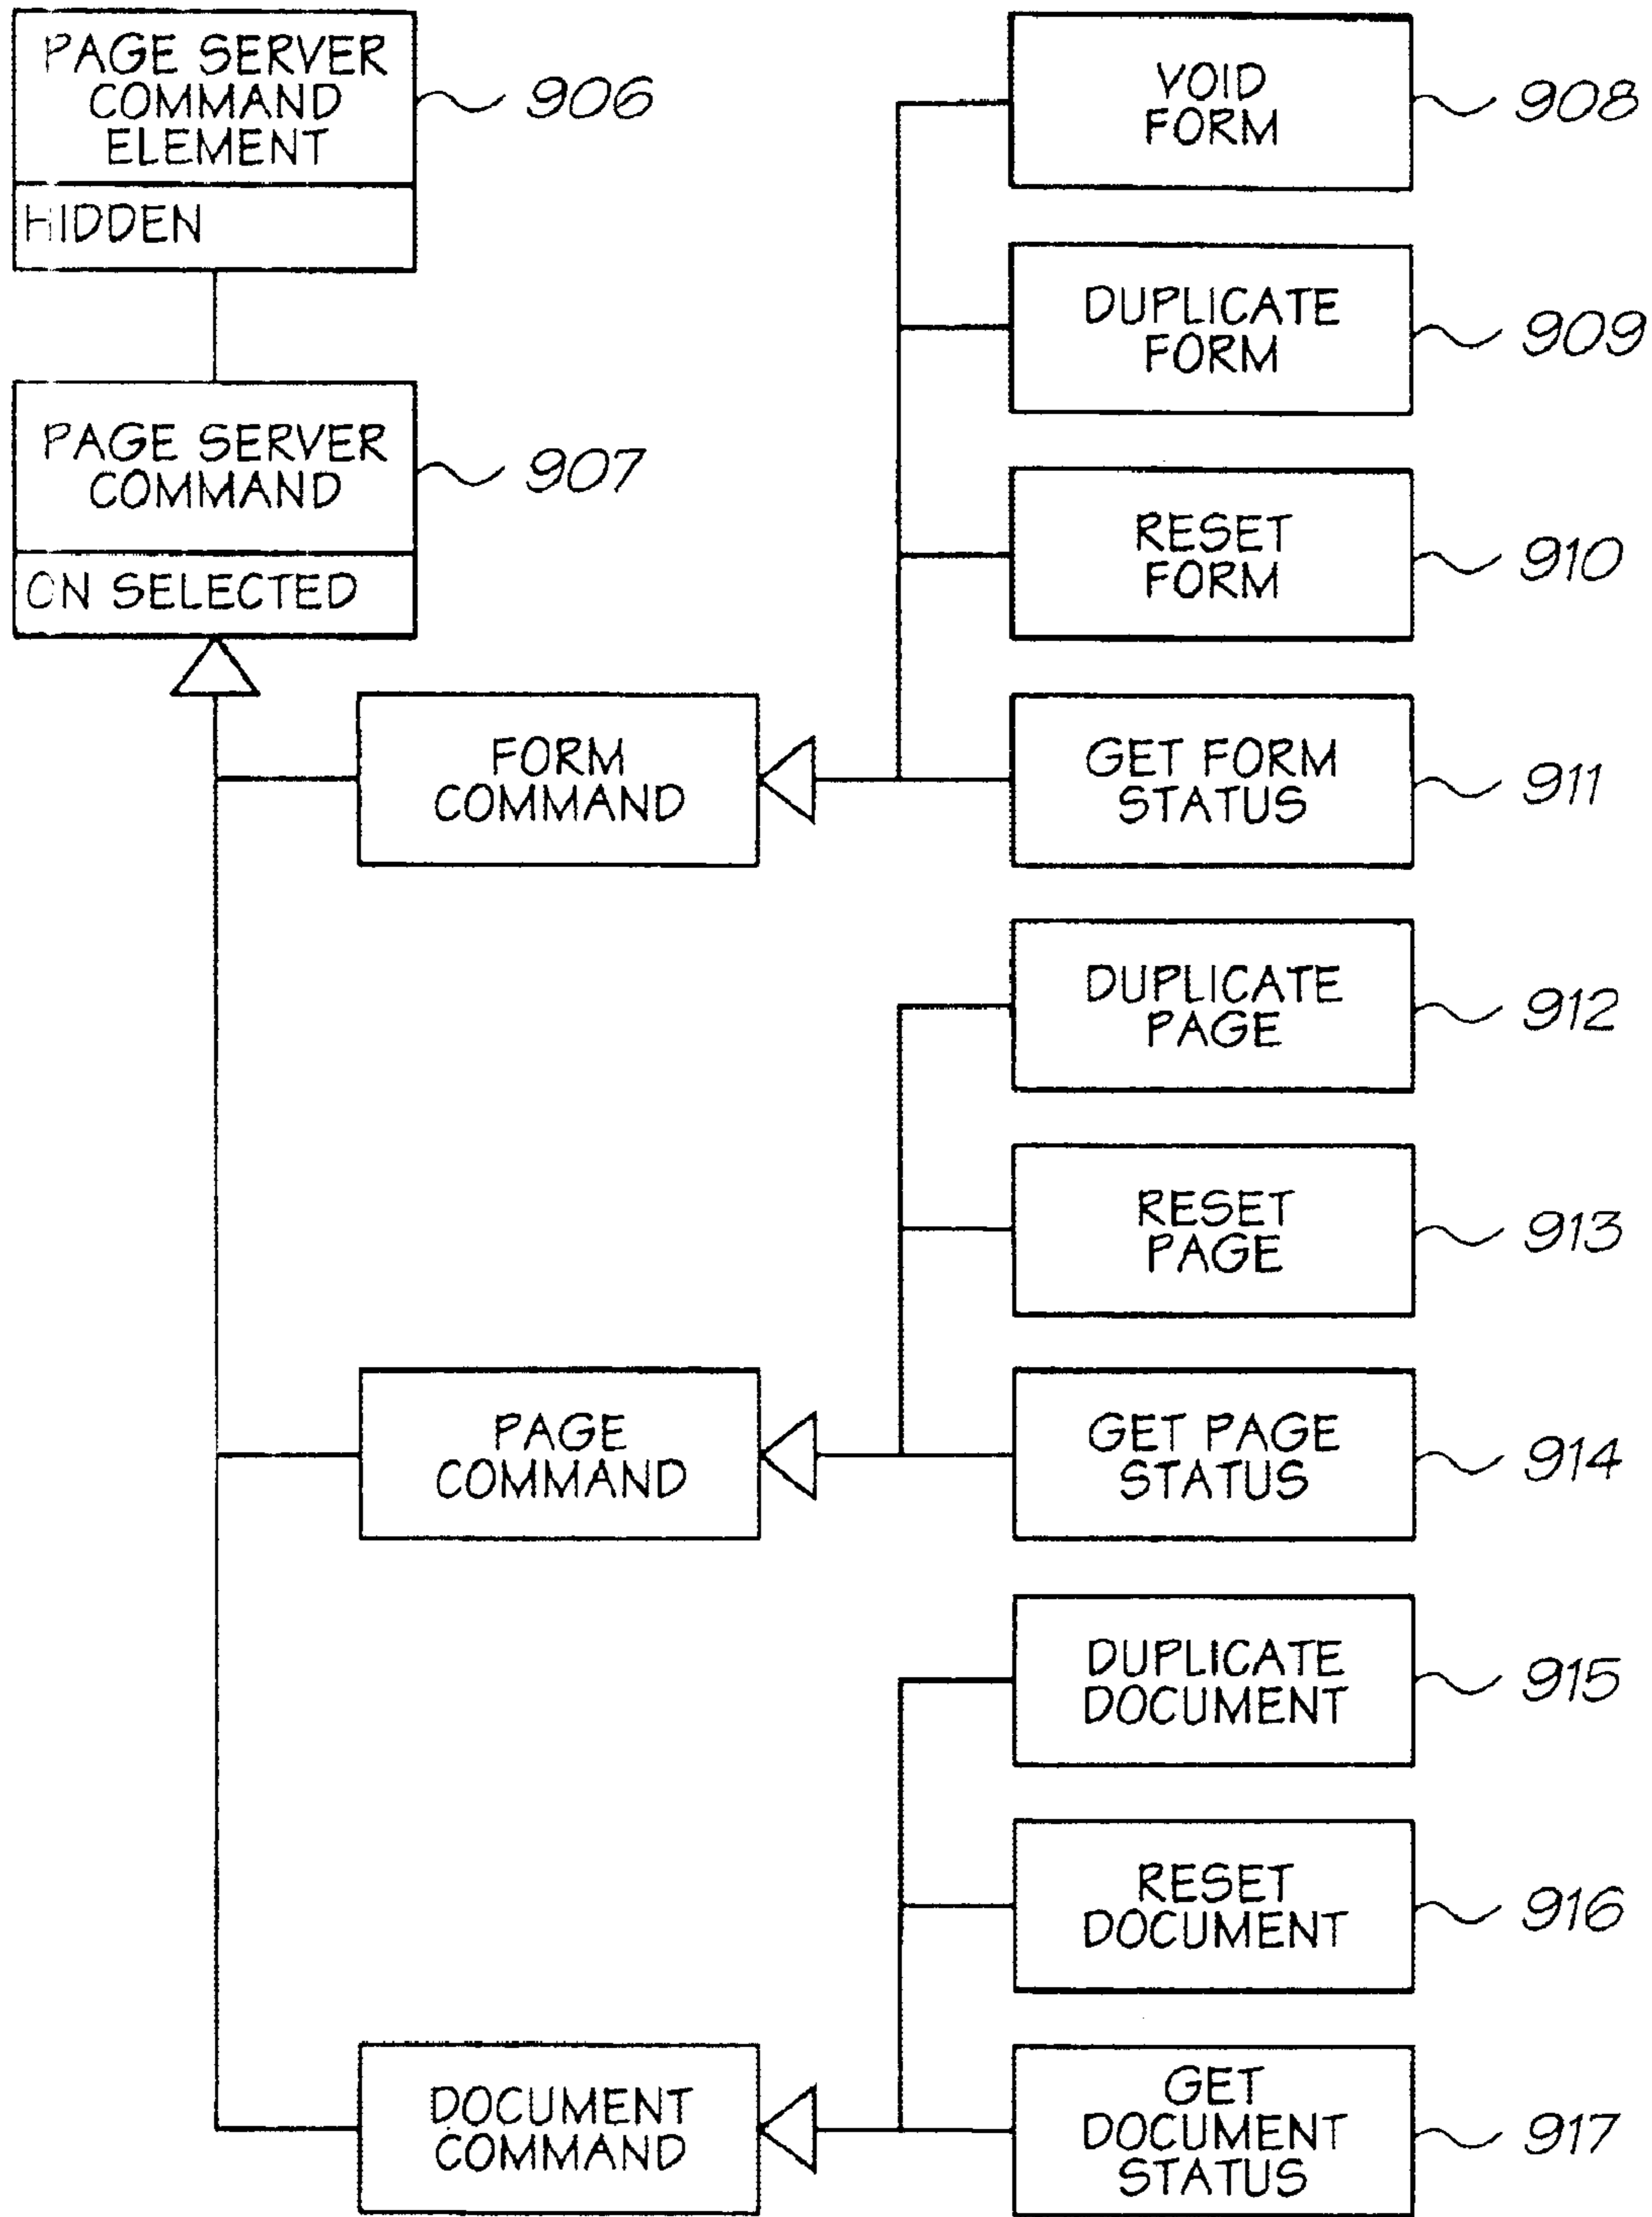 PAGE SERVER
COMMAND
ELEMENT
906
HIDDEN
PAGE SERVER
COMMAND
907
ON SELECTED
VOID
FORM
908
DUPLICATE
FORM
909
RESET
FORM
910
FORM
COMMAND
GET FORM
STATUS
911
DUPLICATE
PAGE
912
RESET
PAGE
913
PAGE
COMMAND
GET PAGE
STATUS
914
DUPLICATE
DOCUMENT
915
RESET
DOCUMENT
916
DOCUMENT
COMMAND
GET
DOCUMENT
STATUS
917